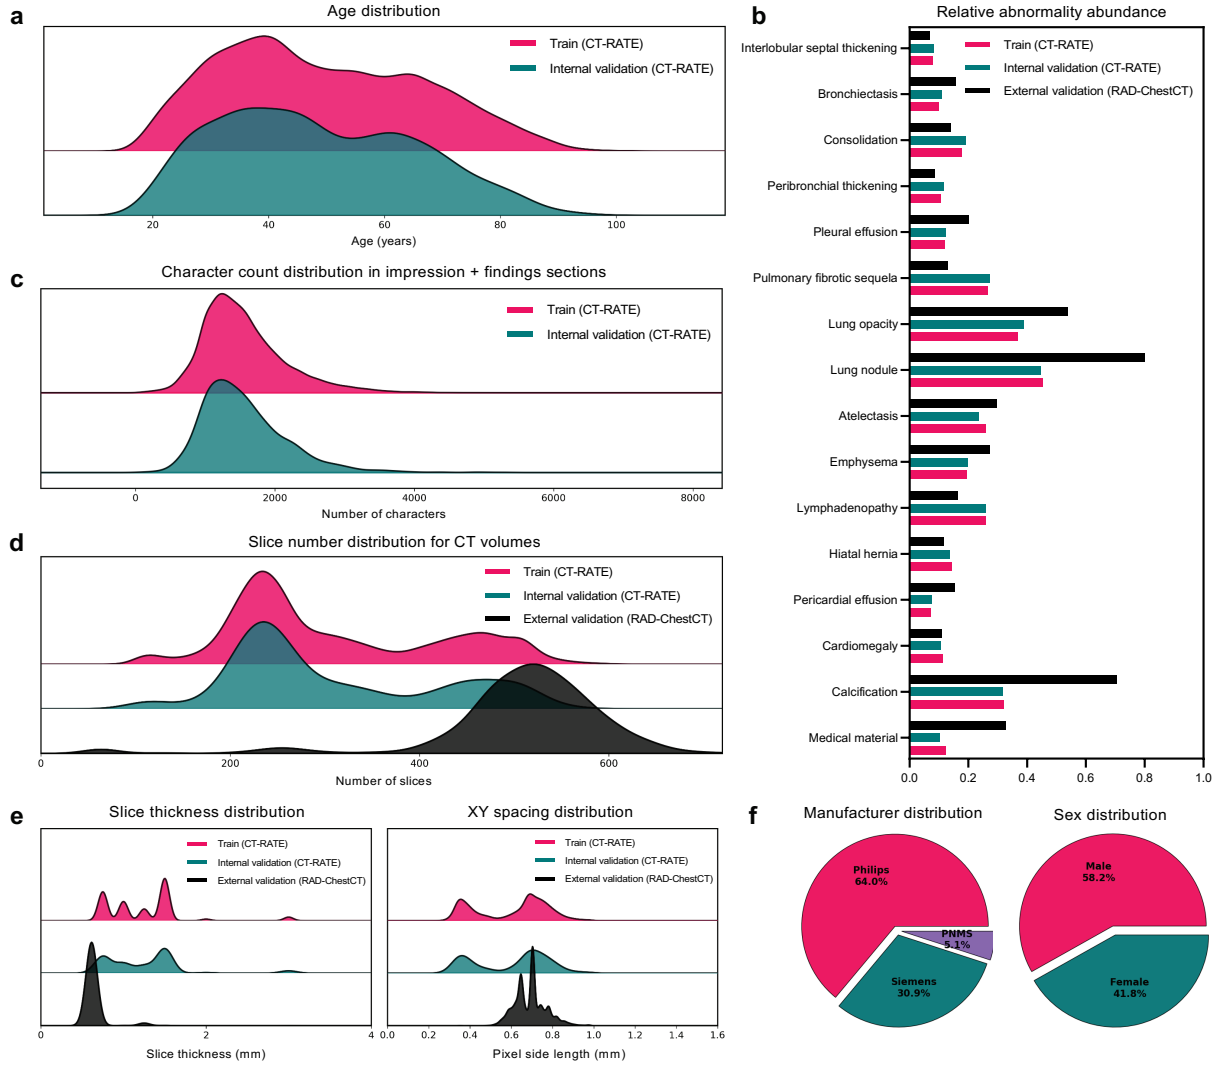 a
Age distribution
Train (CT-RATE)
Internal validation (CT-RATE)
20
40
60
80
100
Age (years)
b
Relative abnormality abundance
Train (CT-RATE)
Internal validation (CT-RATE)
External validation (RAD-ChestCT)
Interlobular septal thickening
Bronchiectasis
Consolidation
Peribronchial thickening
Pleural effusion
Pulmonary fibrotic sequela
Lung opacity
Lung nodule
Atelectasis
Emphysema
Lymphadenopathy
Hiatal hernia
Pericardial effusion
Cardiomegaly
Calcification
Medical material
0.0
0.2
0.4
0.6
0.8
1.0
c
Character count distribution in impression + findings sections
Train (CT-RATE)
Internal validation (CT-RATE)
0
2000
4000
6000
8000
Number of characters
d
Slice number distribution for CT volumes
Train (CT-RATE)
Internal validation (CT-RATE)
External validation (RAD-ChestCT)
0
200
400
600
Number of slices
e
Slice thickness distribution
Train (CT-RATE)
Internal validation (CT-RATE)
External validation (RAD-ChestCT)
0
2
4
Slice thickness (mm)
XY spacing distribution
Train (CT-RATE)
Internal validation (CT-RATE)
External validation (RAD-ChestCT)
0.0
0.2
0.4
0.6
0.8
1.0
1.2
1.4
1.6
Pixel side length (mm)
f
Manufacturer distribution
Philips
64.0%
PNMS
5.1%
Siemens
30.9%
Sex distribution
Male
58.2%
Female
41.8%